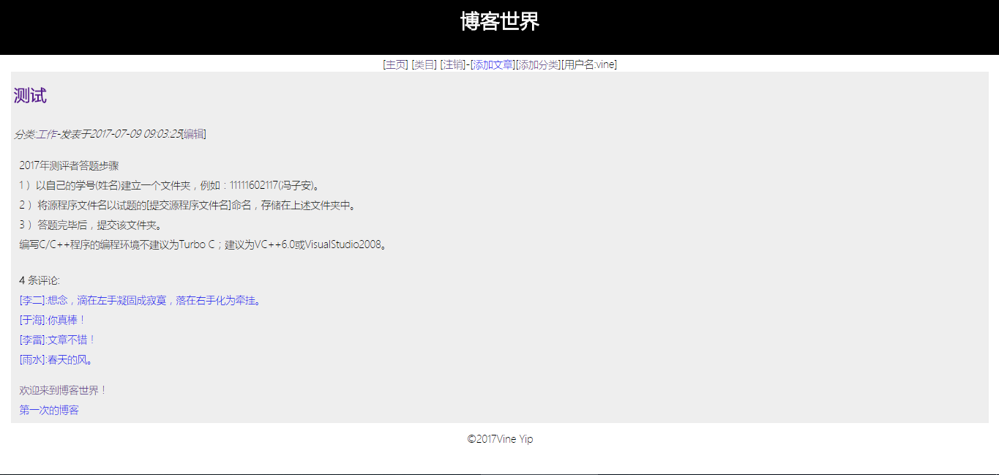 博客世界
[主页] [类目] [注销]-[添加文章][添加分类][用户名:vine]
测试
分类:工作-发表于2017-07-09 09:03:25[编辑]
2017年测评者答题步骤
1 ）以自己的学号(姓名)建立一个文件夹，例如：11111602117(冯子安)。
2 ）将源程序文件名以试题的[提交源程序文件名]命名，存储在上述文件夹中。
3 ）答题完毕后，提交该文件夹。
编写C/C++程序的编程环境不建议为Turbo C；建议为VC++6.0或VisualStudio2008。
4 条评论:
[李二]:想念，滴在左手凝固成寂寞，落在右手化为牵挂。
[于海]:你真棒！
[李雷]:文章不错！
[雨水]:春天的风。
欢迎来到博客世界！
第一次的博客
©2017Vine Yip